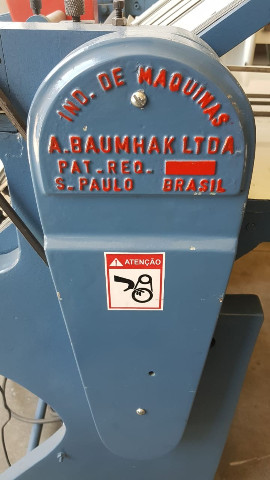 IND. DE MAQUINAS
A. BAUMHAK LTDA
PAT-REQ-
S-PAULO BRASIL
ATENÇÃO